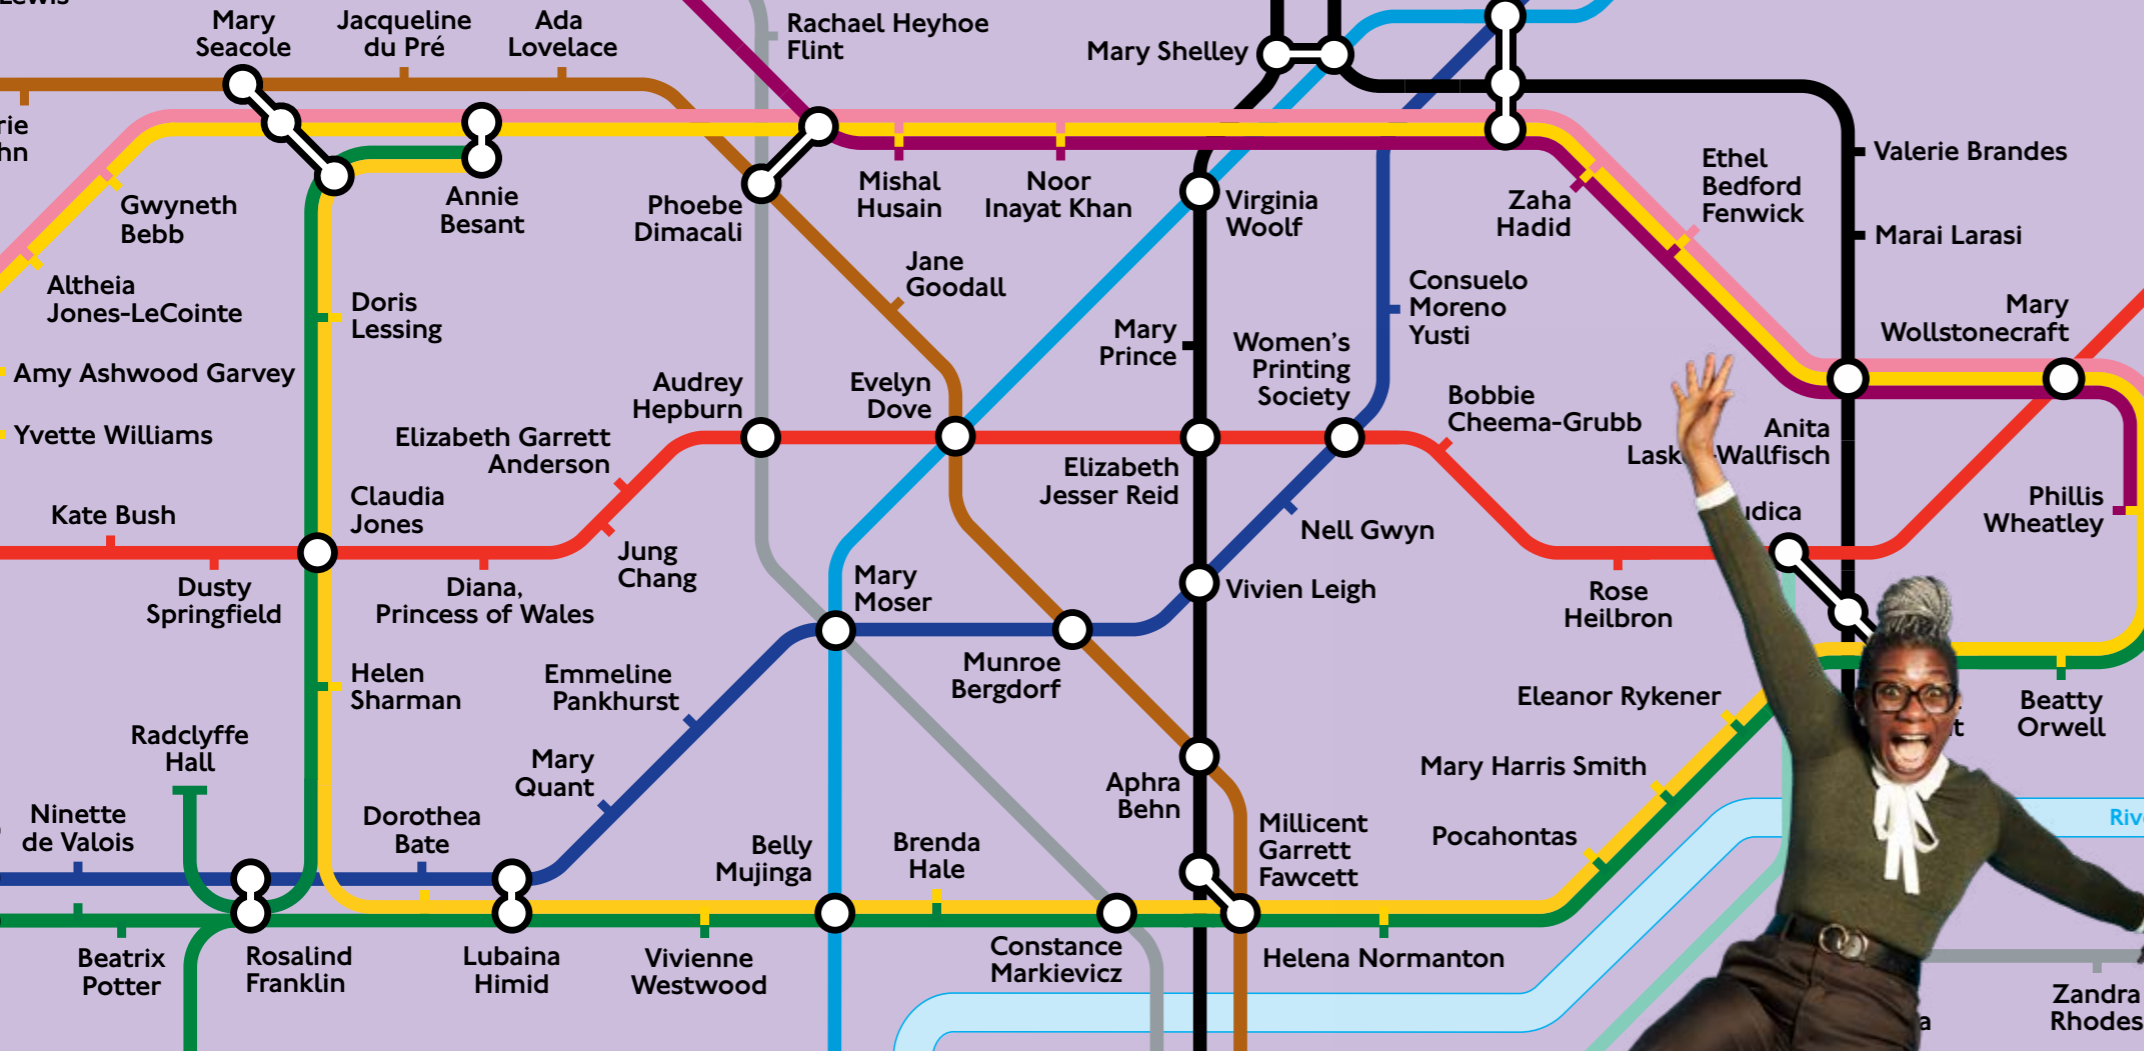 Lewis
Mary
Seacole
Jacqueline
du Pré
Ada
Lovelace
Rachael Heyhoe
Flint
Mary Shelley
Gwyneth
Bebb
Altheia
Jones-LeCointe
Annie
Besant
Phoebe
Dimacali
Mishal
Husain
Noor
Inayat Khan
Virginia
Woolf
Zaha
Hadid
Ethel
Bedford
Fenwick
Valerie Brandes
Marai Larasi
Mary
Wollstonecraft
Doris
Lessing
Jane
Goodall
Mary
Prince
Women's
Printing
Society
Consuelo
Moreno
Yusti
Amy Ashwood Garvey
Yvette Williams
Audrey
Hepburn
Evelyn
Dove
Bobbie
Cheema-Grubb
Elizabeth Garrett
Anderson
Elizabeth
Jesser Reid
Anita
Wallfisch
Phillis
Wheatley
Kate Bush
Claudia
Jones
Nell Gwyn
Dusty
Springfield
Diana,
Princess of Wales
Jung
Chang
Mary
Moser
Vivien Leigh
Rose
Heilbron
Helen
Sharman
Emmeline
Pankhurst
Munroe
Bergdorf
Eleanor Rykener
Beatty
Orwell
Radclyffe
Hall
Mary
Quant
Aphra
Behn
Mary Harris Smith
Ninette
de Valois
Dorothea
Bate
Belly
Mujinga
Brenda
Hale
Millicent
Garrett
Fawcett
Pocahontas
Beatrix
Potter
Rosalind
Franklin
Lubaina
Himid
Vivienne
Westwood
Constance
Markievicz
Helena Normanton
Zandra
Rhodes